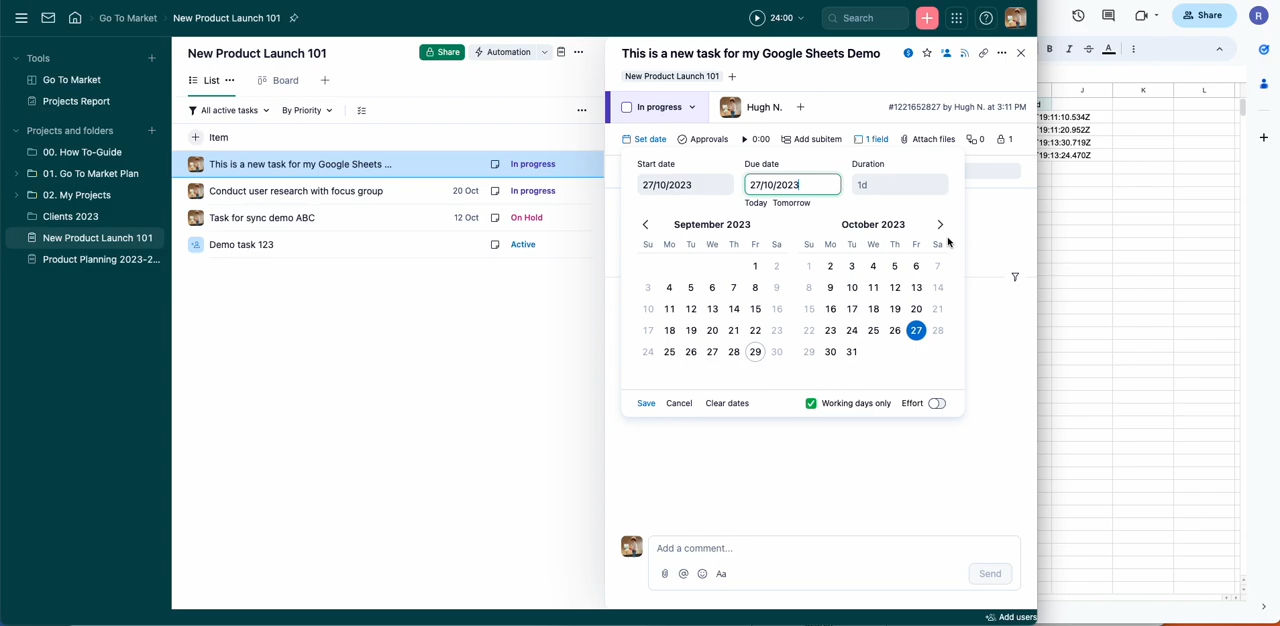 Go To Market
New Product Launch 101
24:00
Search
Share
R
Tools
Go To Market
Projects Report
Projects and folders
00. How To-Guide
01. Go To Market Plan
02. My Projects
Clients 2023
New Product Launch 101
Product Planning 2023-2...
New Product Launch 101
Share
Automation
List
Board
All active tasks
By Priority
Item
This is a new task for my Google Sheets ...
In progress
Conduct user research with focus group
20 Oct
In progress
Task for sync demo ABC
12 Oct
On Hold
Demo task 123
Active
This is a new task for my Google Sheets Demo
New Product Launch 101
In progress
Hugh N.
#1221652827 by Hugh N. at 3:11 PM
Set date
Approvals
0:00
Add subitem
1 field
Attach files
0
1
Start date
Due date
Duration
27/10/2023
27/10/2023
1d
Today Tomorrow
September 2023
October 2023
Su Mo Tu We Th Fr Sa
Su Mo Tu We Th Fr Sa
1 2
1 2 3 4 5 6 7
3 4 5 6 7 8 9
8 9 10 11 12 13 14
10 11 12 13 14 15 16
15 16 17 18 19 20 21
17 18 19 20 21 22 23
22 23 24 25 26 27 28
24 25 26 27 28 29 30
29 30 31
Save
Cancel
Clear dates
Working days only
Effort
Add a comment...
Aa
Send
Add users
B I S A
J K L
d
19:11:10.534Z
19:11:20.952Z
19:13:30.719Z
19:13:24.470Z